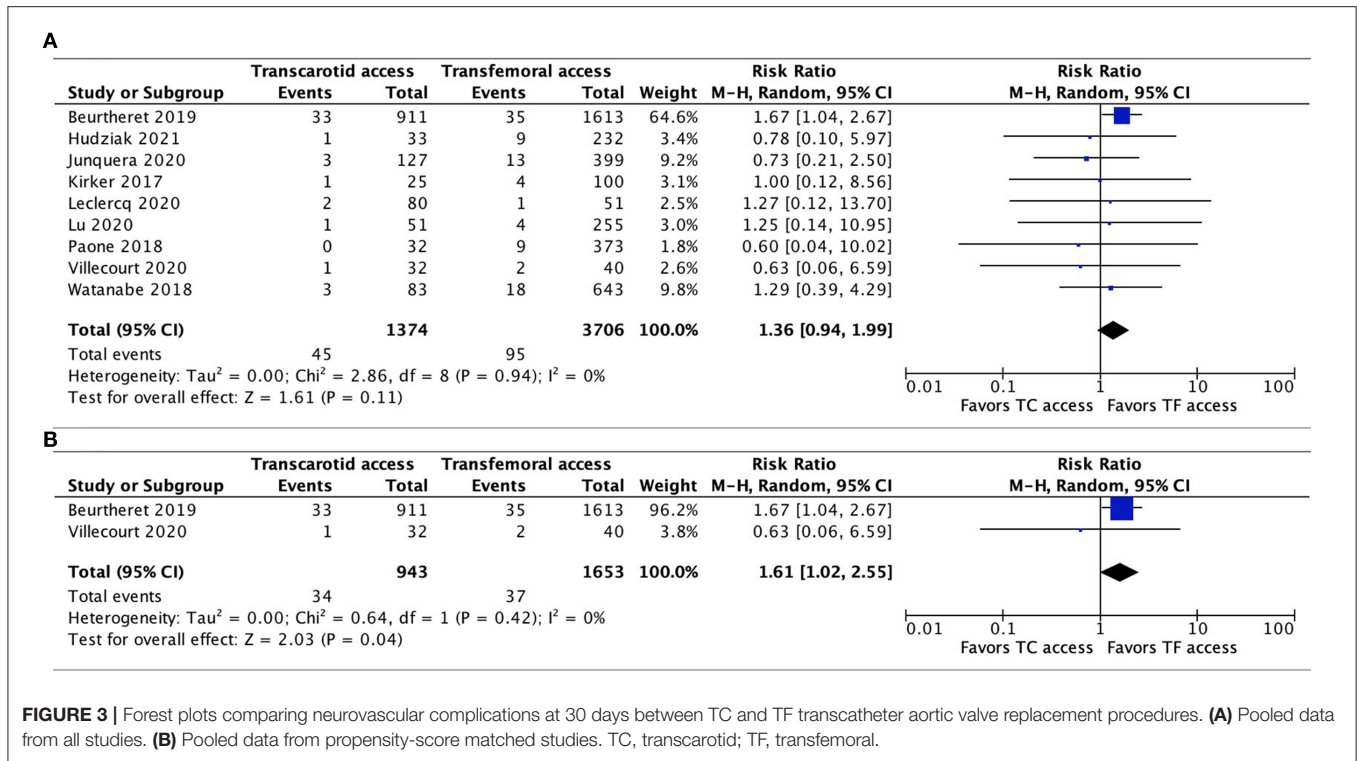 A
Transcarotid access Transfemoral access Risk Ratio Risk Ratio
Study or Subgroup Events Total Events Total Weight M-H, Random, 95% CI M-H, Random, 95% CI
Beurtheret 2019 33 911 35 1613 64.6% 1.67 [1.04, 2.67]
Hudziak 2021 1 33 9 232 3.4% 0.78 [0.10, 5.97]
Junquera 2020 3 127 13 399 9.2% 0.73 [0.21, 2.50]
Kirker 2017 1 25 4 100 3.1% 1.00 [0.12, 8.56]
Leclercq 2020 2 80 1 51 2.5% 1.27 [0.12, 13.70]
Lu 2020 1 51 4 255 3.0% 1.25 [0.14, 10.95]
Paone 2018 0 32 9 373 1.8% 0.60 [0.04, 10.02]
Villecourt 2020 1 32 2 40 2.6% 0.63 [0.06, 6.59]
Watanabe 2018 3 83 18 643 9.8% 1.29 [0.39, 4.29]
Total (95% CI) 1374 3706 100.0% 1.36 [0.94, 1.99]
Total events 45 95
Heterogeneity: Tau² = 0.00; Chi² = 2.86, df = 8 (P = 0.94); I² = 0%
Test for overall effect: Z = 1.61 (P = 0.11)
0.01 0.1 1 10 100
Favors TC access Favors TF access
B
Transcarotid access Transfemoral access Risk Ratio Risk Ratio
Study or Subgroup Events Total Events Total Weight M-H, Random, 95% CI M-H, Random, 95% CI
Beurtheret 2019 33 911 35 1613 96.2% 1.67 [1.04, 2.67]
Villecourt 2020 1 32 2 40 3.8% 0.63 [0.06, 6.59]
Total (95% CI) 943 1653 100.0% 1.61 [1.02, 2.55]
Total events 34 37
Heterogeneity: Tau² = 0.00; Chi² = 0.64, df = 1 (P = 0.42); I² = 0%
Test for overall effect: Z = 2.03 (P = 0.04)
0.01 0.1 1 10 100
Favors TC access Favors TF access
FIGURE 3 | Forest plots comparing neurovascular complications at 30 days between TC and TF transcatheter aortic valve replacement procedures. (A) Pooled data
from all studies. (B) Pooled data from propensity-score matched studies. TC, transcarotid; TF, transfemoral.